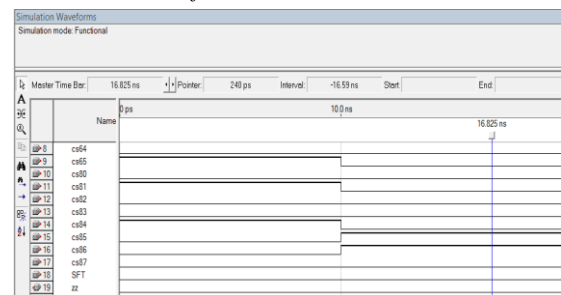 Simulation Waveforms
Simulation mode: Functional
Master Time Bar: 16.825 ns Pointer: 240 ps Interval: -16.59 ns Start: End:
Name
0 ps 10.0 ns
16.825 ns
8 cs64
9 cs65
10 cs80
11 cs81
12 cs82
13 cs83
14 cs84
15 cs85
16 cs86
17 cs87
18 SFT
19 zz